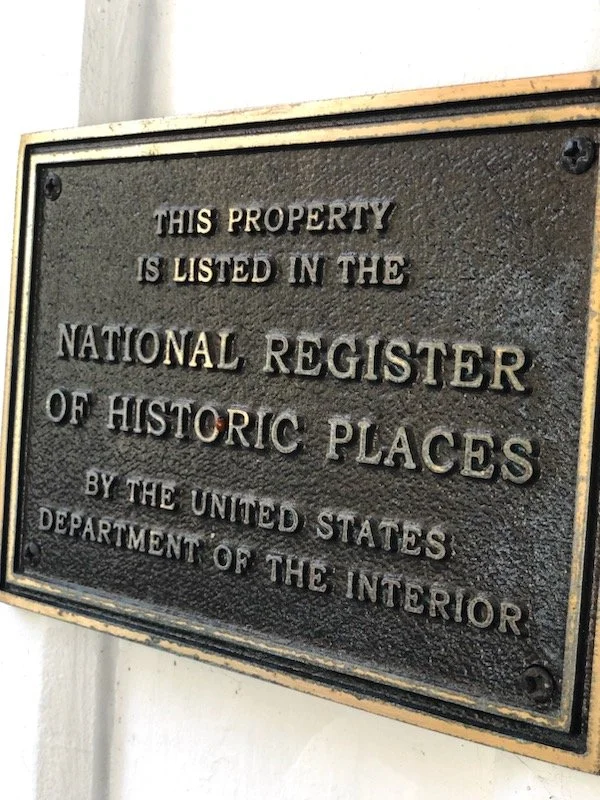 THIS PROPERTY
IS LISTED IN THE
NATIONAL REGISTER
OF HISTORIC PLACES
BY THE UNITED STATES
DEPARTMENT OF THE INTERIOR